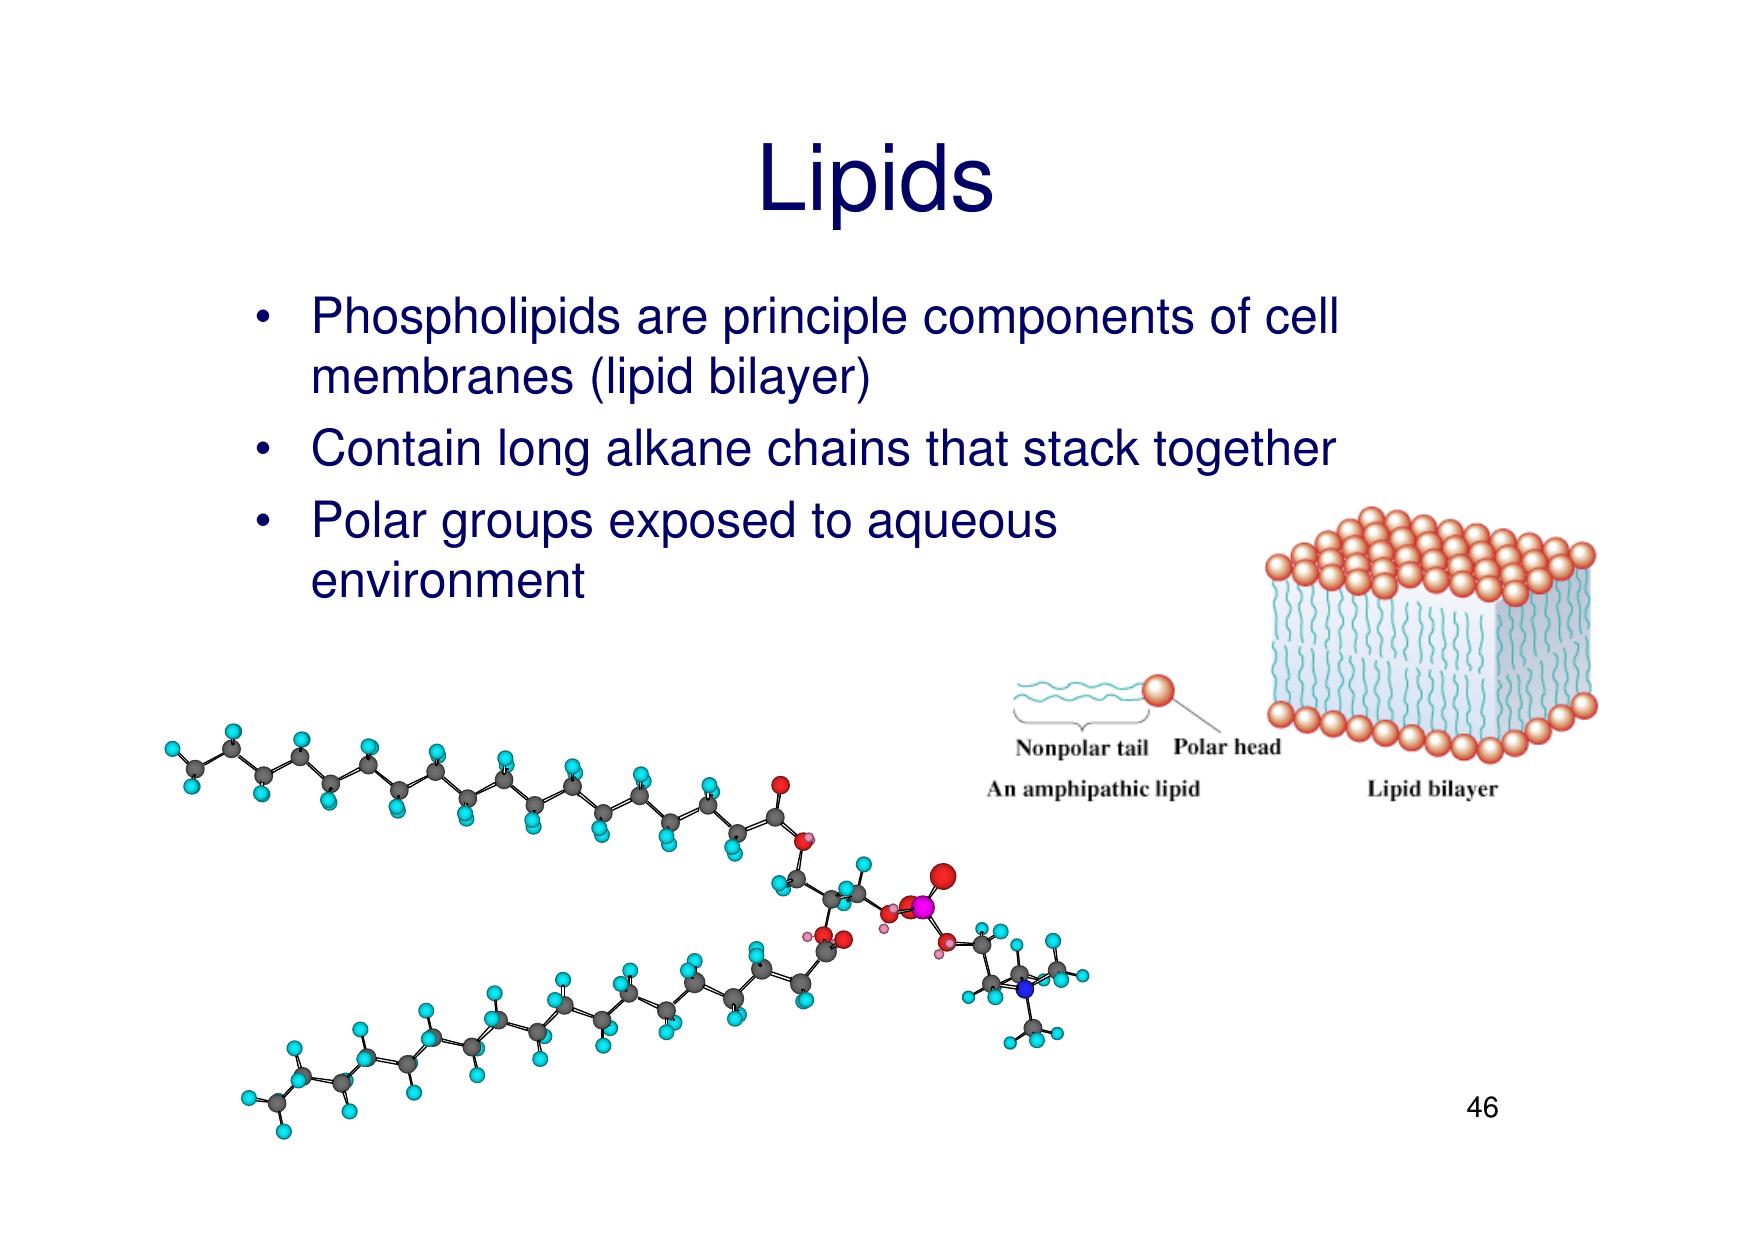 Lipids
• Phospholipids are principle components of cell
membranes (lipid bilayer)
• Contain long alkane chains that stack together
• Polar groups exposed to aqueous
environment
Nonpolar tail Polar head
An amphipathic lipid
Lipid bilayer
46